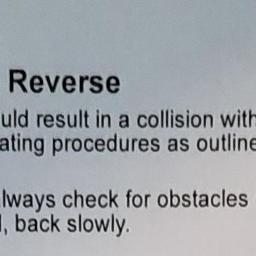 Reverse
uld result in a collision with
ating procedures as outline
lways check for obstacles
, back slowly.